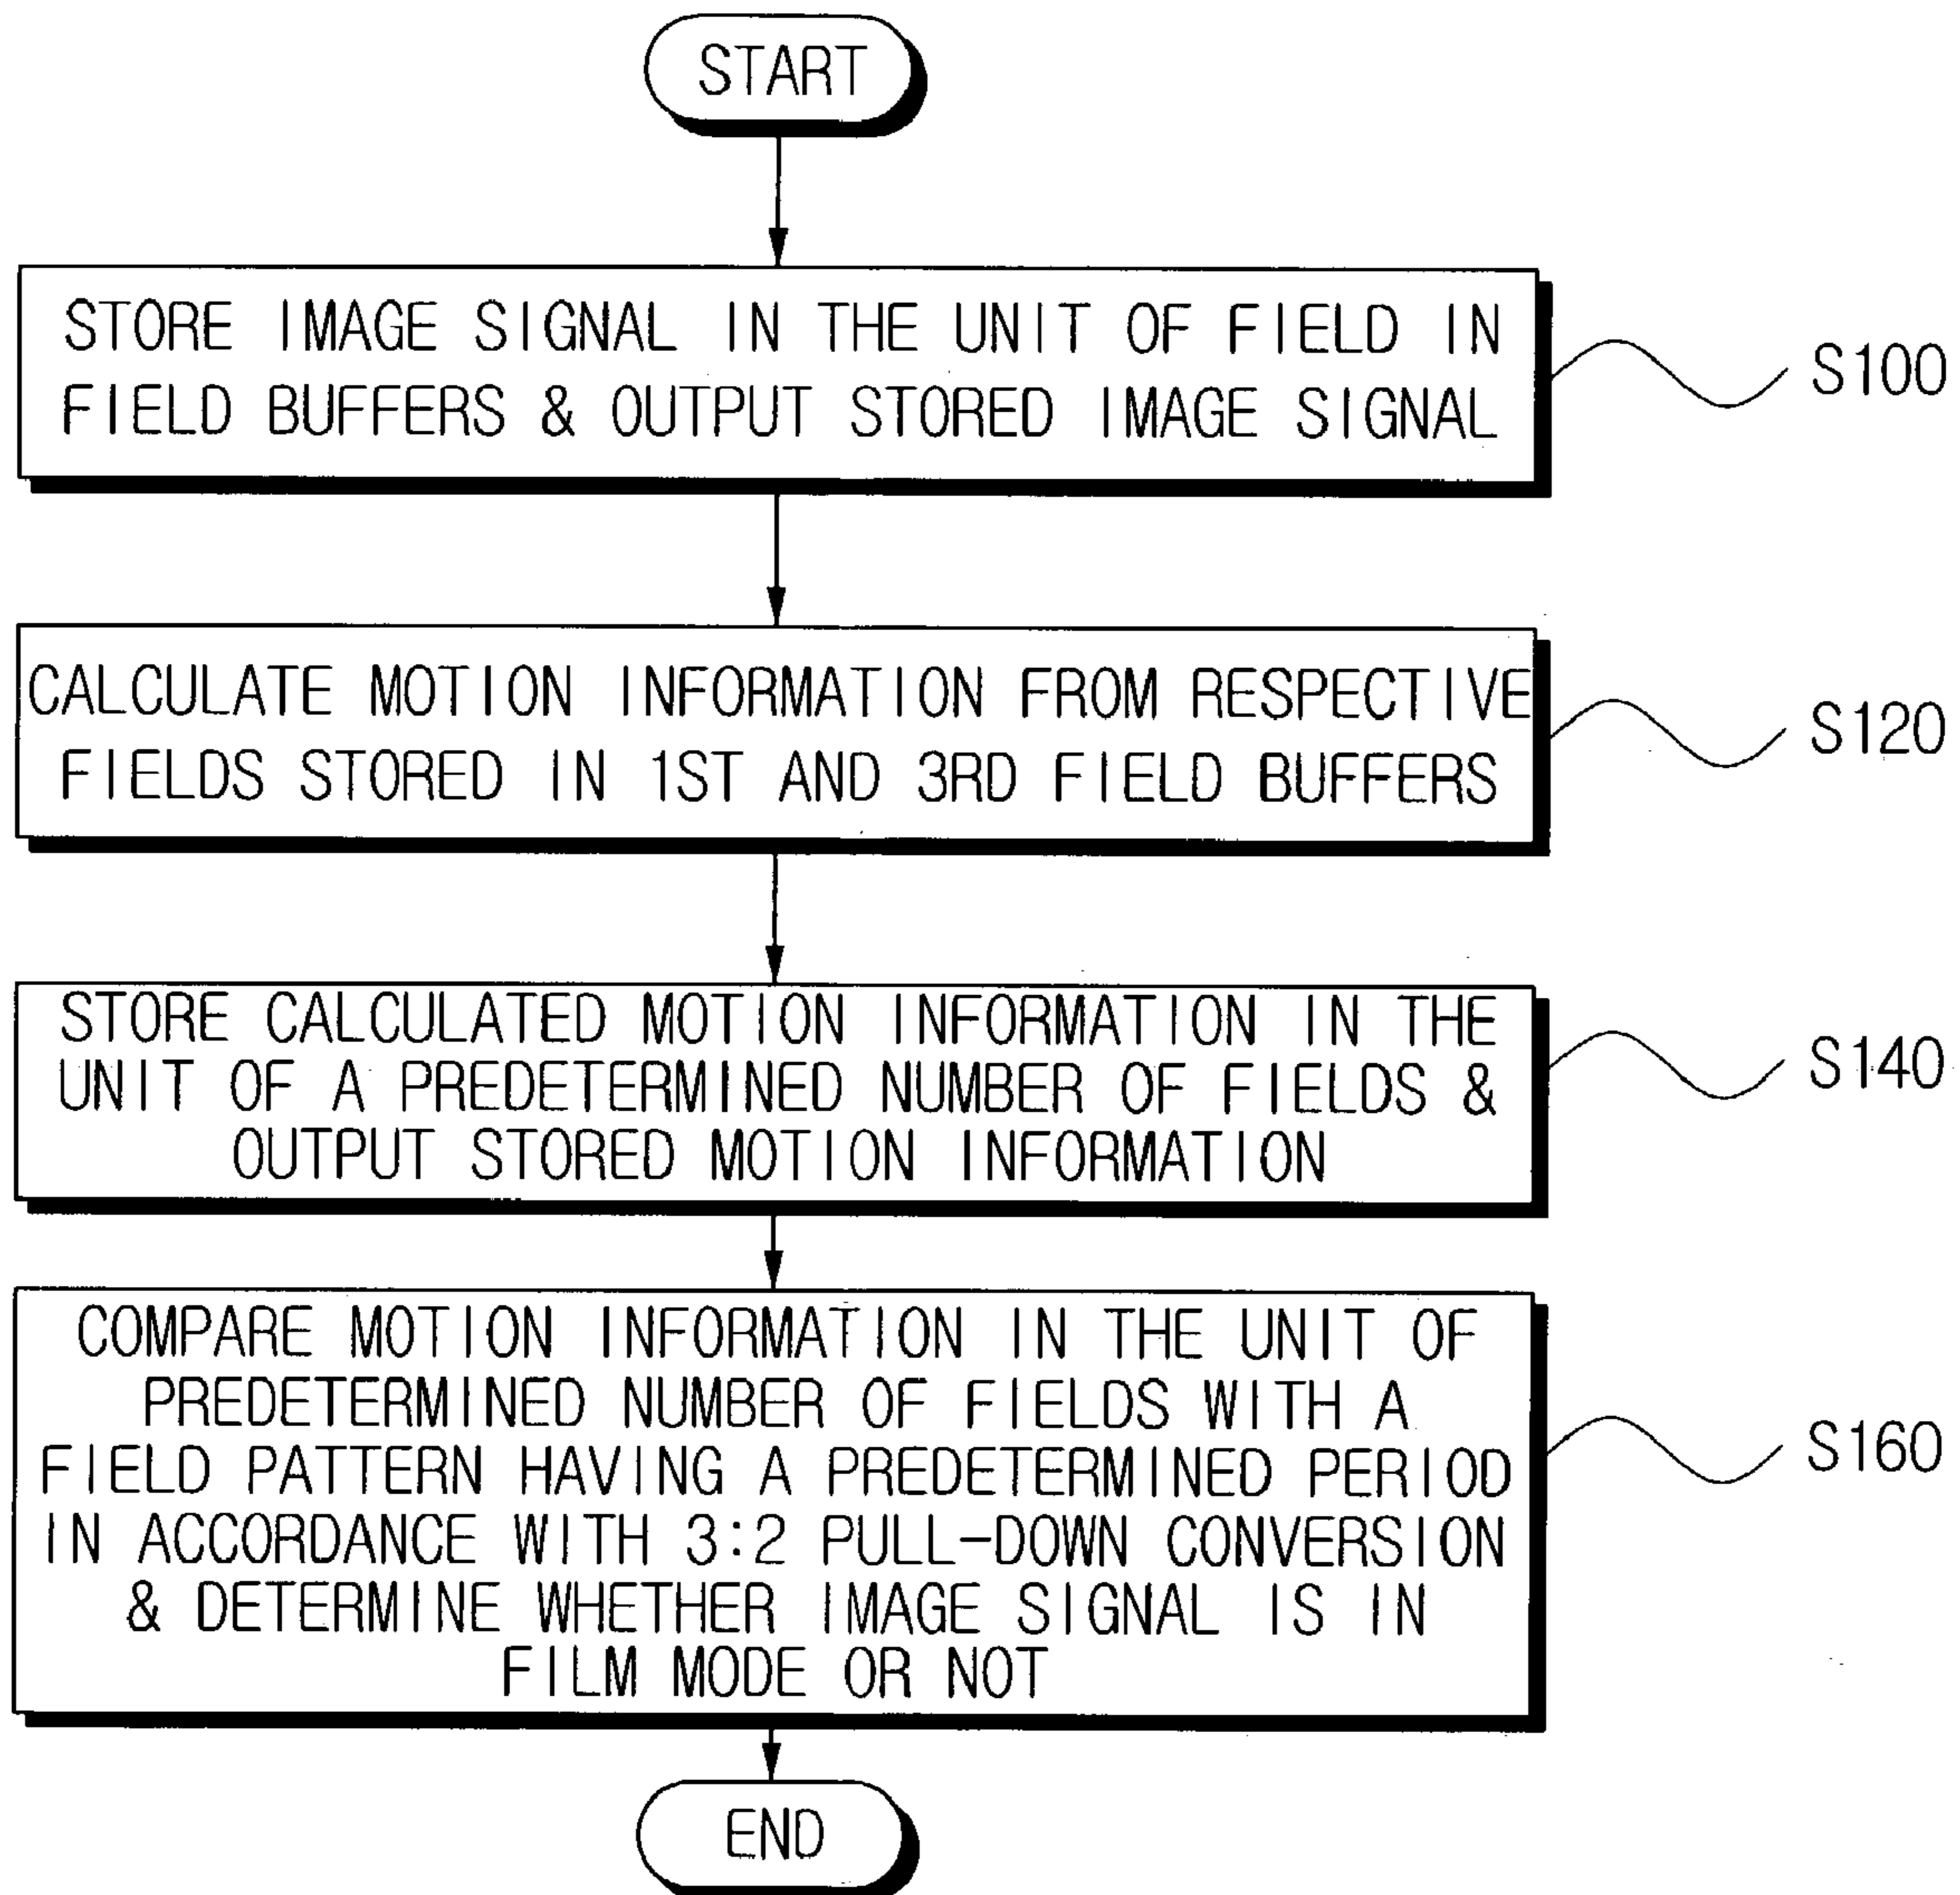 START
STORE IMAGE SIGNAL IN THE UNIT OF FIELD IN
FIELD BUFFERS & OUTPUT STORED IMAGE SIGNAL
S100
CALCULATE MOTION INFORMATION FROM RESPECTIVE
FIELDS STORED IN 1ST AND 3RD FIELD BUFFERS
S120
STORE CALCULATED MOTION INFORMATION IN THE
UNIT OF A PREDETERMINED NUMBER OF FIELDS &
OUTPUT STORED MOTION INFORMATION
S140
COMPARE MOTION INFORMATION IN THE UNIT OF
PREDETERMINED NUMBER OF FIELDS WITH A
FIELD PATTERN HAVING A PREDETERMINED PERIOD
IN ACCORDANCE WITH 3:2 PULL-DOWN CONVERSION
& DETERMINE WHETHER IMAGE SIGNAL IS IN
FILM MODE OR NOT
S160
END